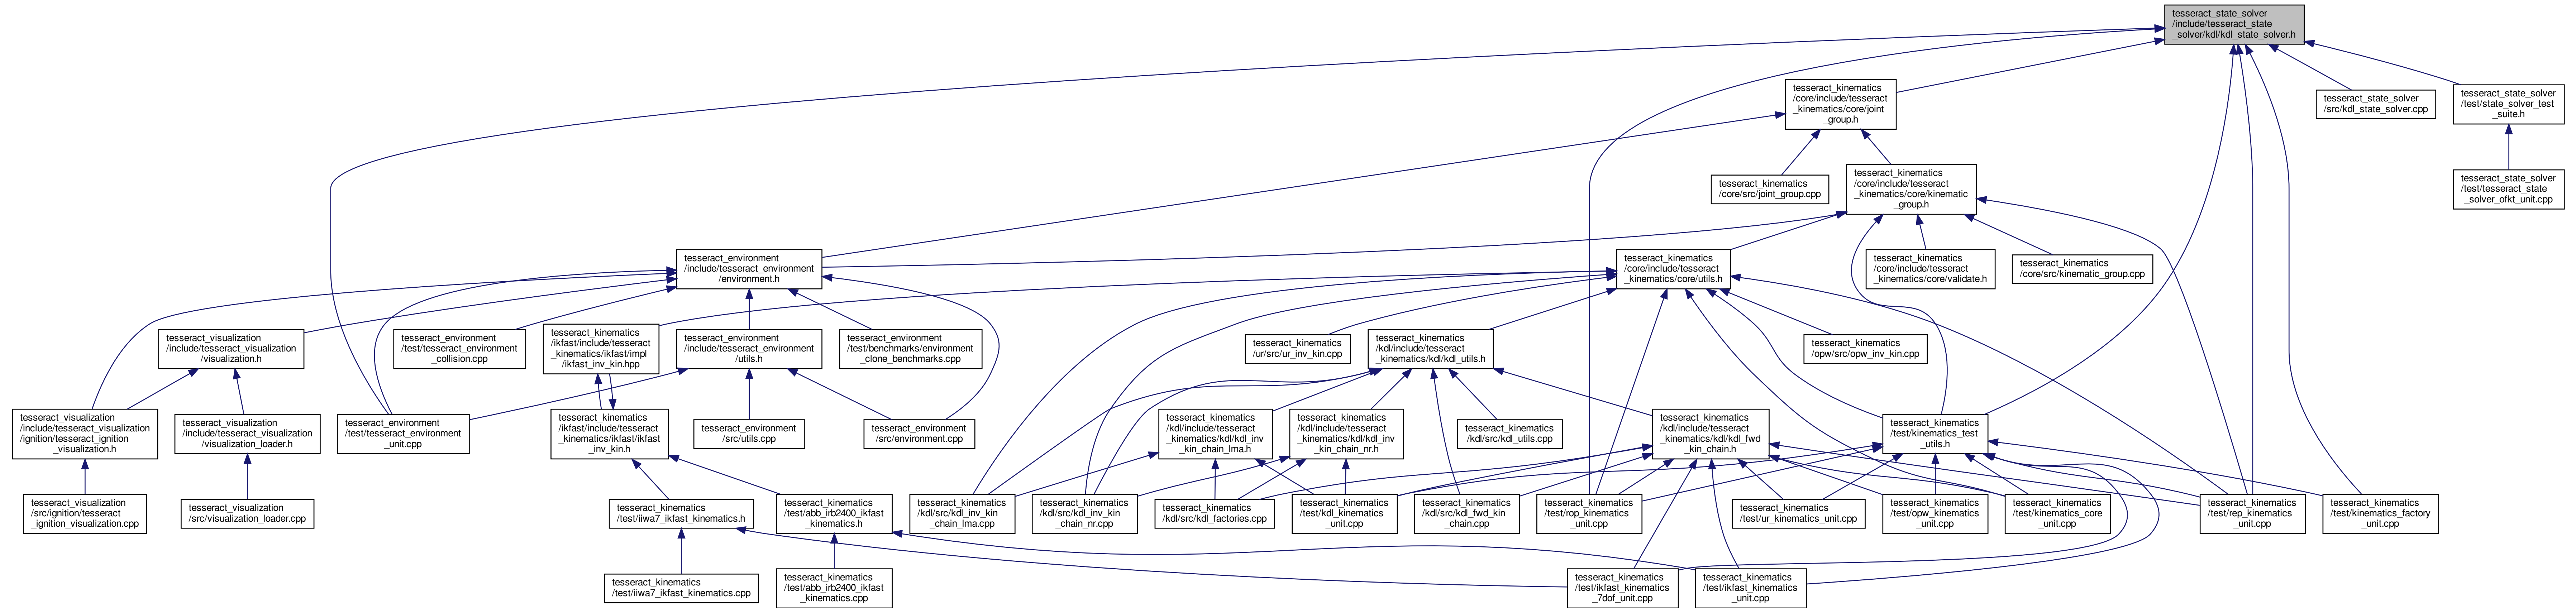 tesseract_state_solver
/include/tesseract_state
_solver/kdl/kdl_state_solver.h
tesseract_kinematics
/core/include/tesseract
_kinematics/core/joint
_group.h
tesseract_state_solver
/src/kdl_state_solver.cpp
tesseract_state_solver
/test/state_solver_test
_suite.h
tesseract_kinematics
/core/src/joint_group.cpp
tesseract_kinematics
/core/include/tesseract
_kinematics/core/kinematic
_group.h
tesseract_state_solver
/test/tesseract_state
_solver_ofkt_unit.cpp
tesseract_environment
/include/tesseract_environment
/environment.h
tesseract_kinematics
/core/include/tesseract
_kinematics/core/utils.h
tesseract_kinematics
/core/include/tesseract
_kinematics/core/validate.h
tesseract_kinematics
/core/src/kinematic_group.cpp
tesseract_visualization
/include/tesseract_visualization
/visualization.h
tesseract_environment
/test/tesseract_environment
_collision.cpp
tesseract_kinematics
/ikfast/include/tesseract
_kinematics/ikfast/impl
/ikfast_inv_kin.hpp
tesseract_environment
/include/tesseract_environment
/utils.h
tesseract_environment
/test/benchmarks/environment
_clone_benchmarks.cpp
tesseract_kinematics
/ur/src/ur_inv_kin.cpp
tesseract_kinematics
/kdl/include/tesseract
_kinematics/kdl/kdl_utils.h
tesseract_kinematics
/opw/src/opw_inv_kin.cpp
tesseract_visualization
/include/tesseract_visualization
/ignition/tesseract_ignition
_visualization.h
tesseract_visualization
/include/tesseract_visualization
/visualization_loader.h
tesseract_environment
/test/tesseract_environment
_unit.cpp
tesseract_kinematics
/ikfast/include/tesseract
_kinematics/ikfast/ikfast
_inv_kin.h
tesseract_environment
/src/utils.cpp
tesseract_environment
/src/environment.cpp
tesseract_kinematics
/kdl/include/tesseract
_kinematics/kdl/kdl_inv
_kin_chain_lma.h
tesseract_kinematics
/kdl/include/tesseract
_kinematics/kdl/kdl_inv
_kin_chain_nr.h
tesseract_kinematics
/kdl/src/kdl_utils.cpp
tesseract_kinematics
/kdl/include/tesseract
_kinematics/kdl/kdl_fwd
_kin_chain.h
tesseract_kinematics
/test/kinematics_test
_utils.h
tesseract_visualization
/src/ignition/tesseract
_ignition_visualization.cpp
tesseract_visualization
/src/visualization_loader.cpp
tesseract_kinematics
/test/iiwa7_ikfast_kinematics.h
tesseract_kinematics
/test/abb_irb2400_ikfast
_kinematics.h
tesseract_kinematics
/kdl/src/kdl_inv_kin
_chain_lma.cpp
tesseract_kinematics
/kdl/src/kdl_inv_kin
_chain_nr.cpp
tesseract_kinematics
/kdl/src/kdl_factories.cpp
tesseract_kinematics
/test/kdl_kinematics
_unit.cpp
tesseract_kinematics
/kdl/src/kdl_fwd_kin
_chain.cpp
tesseract_kinematics
/test/rop_kinematics
_unit.cpp
tesseract_kinematics
/test/ur_kinematics_unit.cpp
tesseract_kinematics
/test/opw_kinematics
_unit.cpp
tesseract_kinematics
/test/kinematics_core
_unit.cpp
tesseract_kinematics
/test/rep_kinematics
_unit.cpp
tesseract_kinematics
/test/kinematics_factory
_unit.cpp
tesseract_kinematics
/test/iiwa7_ikfast_kinematics.cpp
tesseract_kinematics
/test/abb_irb2400_ikfast
_kinematics.cpp
tesseract_kinematics
/test/ikfast_kinematics
_7dof_unit.cpp
tesseract_kinematics
/test/ikfast_kinematics
_unit.cpp